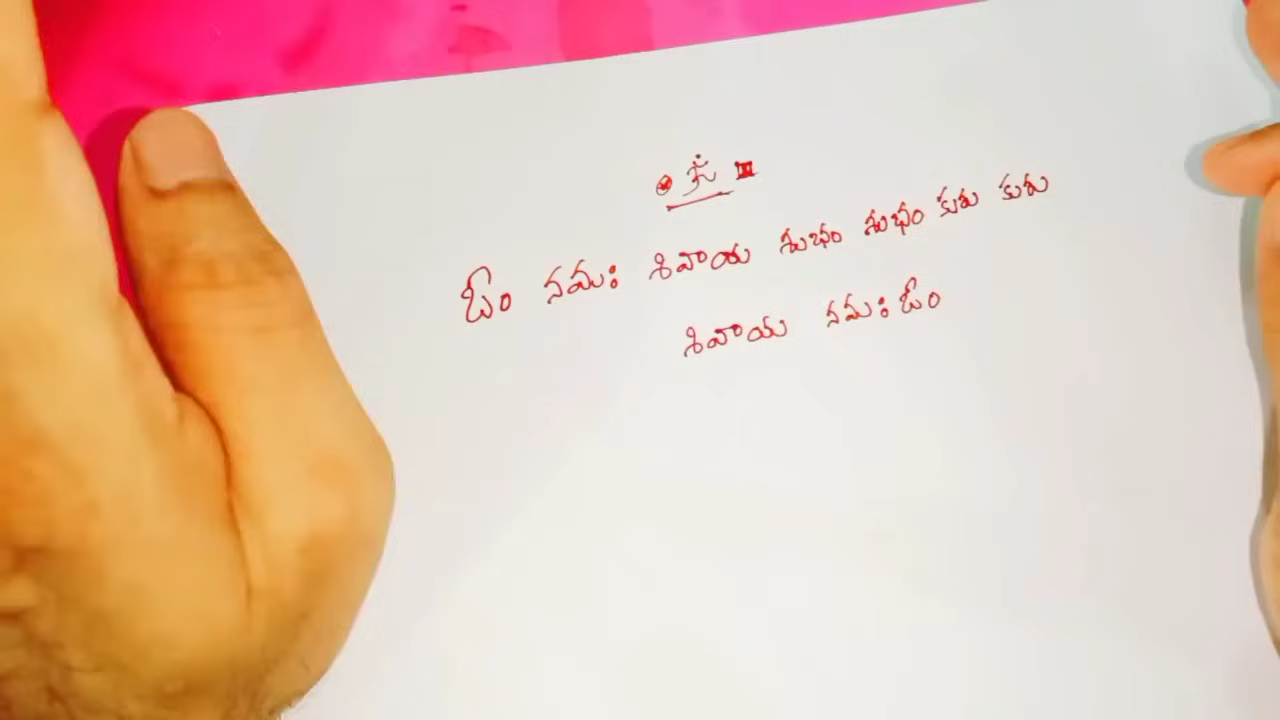 ఓం నమః శివాయ శుభం శుభం కురు కురు
శివాయ నమః ఓం